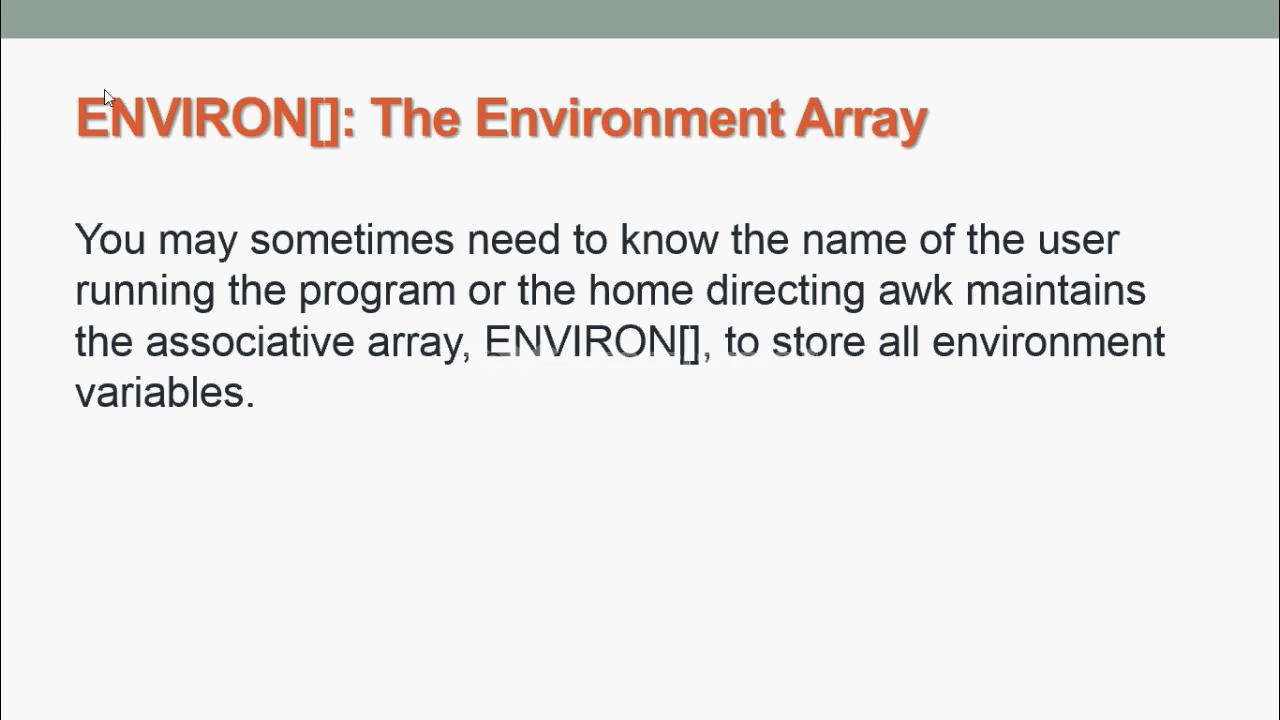 ENVIRON[]: The Environment Array
You may sometimes need to know the name of the user
running the program or the home directing awk maintains
the associative array, ENVIRON[], to store all environment
variables.